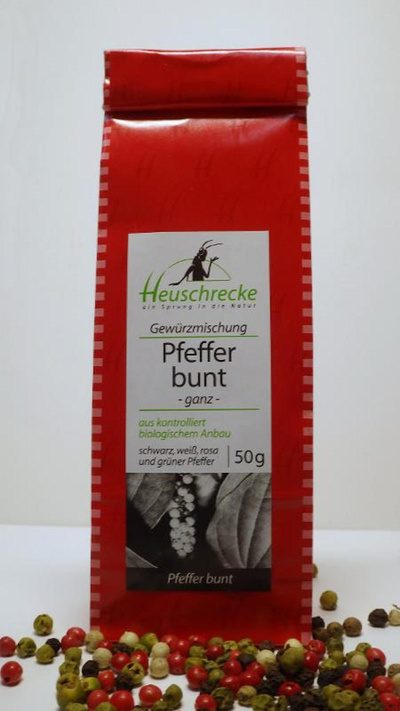 Heuschrecke
ein Sprung in die Natur
Gewürzmischung
Pfeffer
bunt
- ganz -
aus kontrolliert
biologischem Anbau
schwarz, weiß, rosa
und grüner Pfeffer
50g
Pfeffer bunt